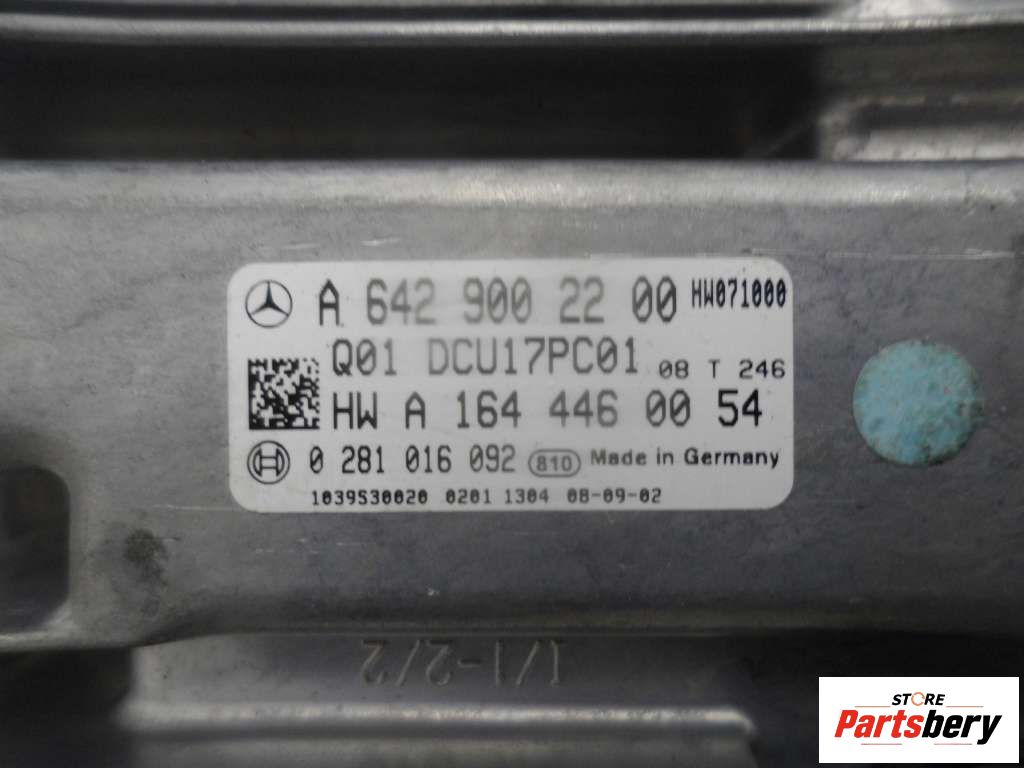 A 642 900 22 00 HW071000
Q01 DCU17PC01 08 T 246
HW A 164 446 00 54
0 281 016 092 810 Made in Germany
1039S30020 0201 1304 08-09-02
1/1-2/2
STORE
Partsbery